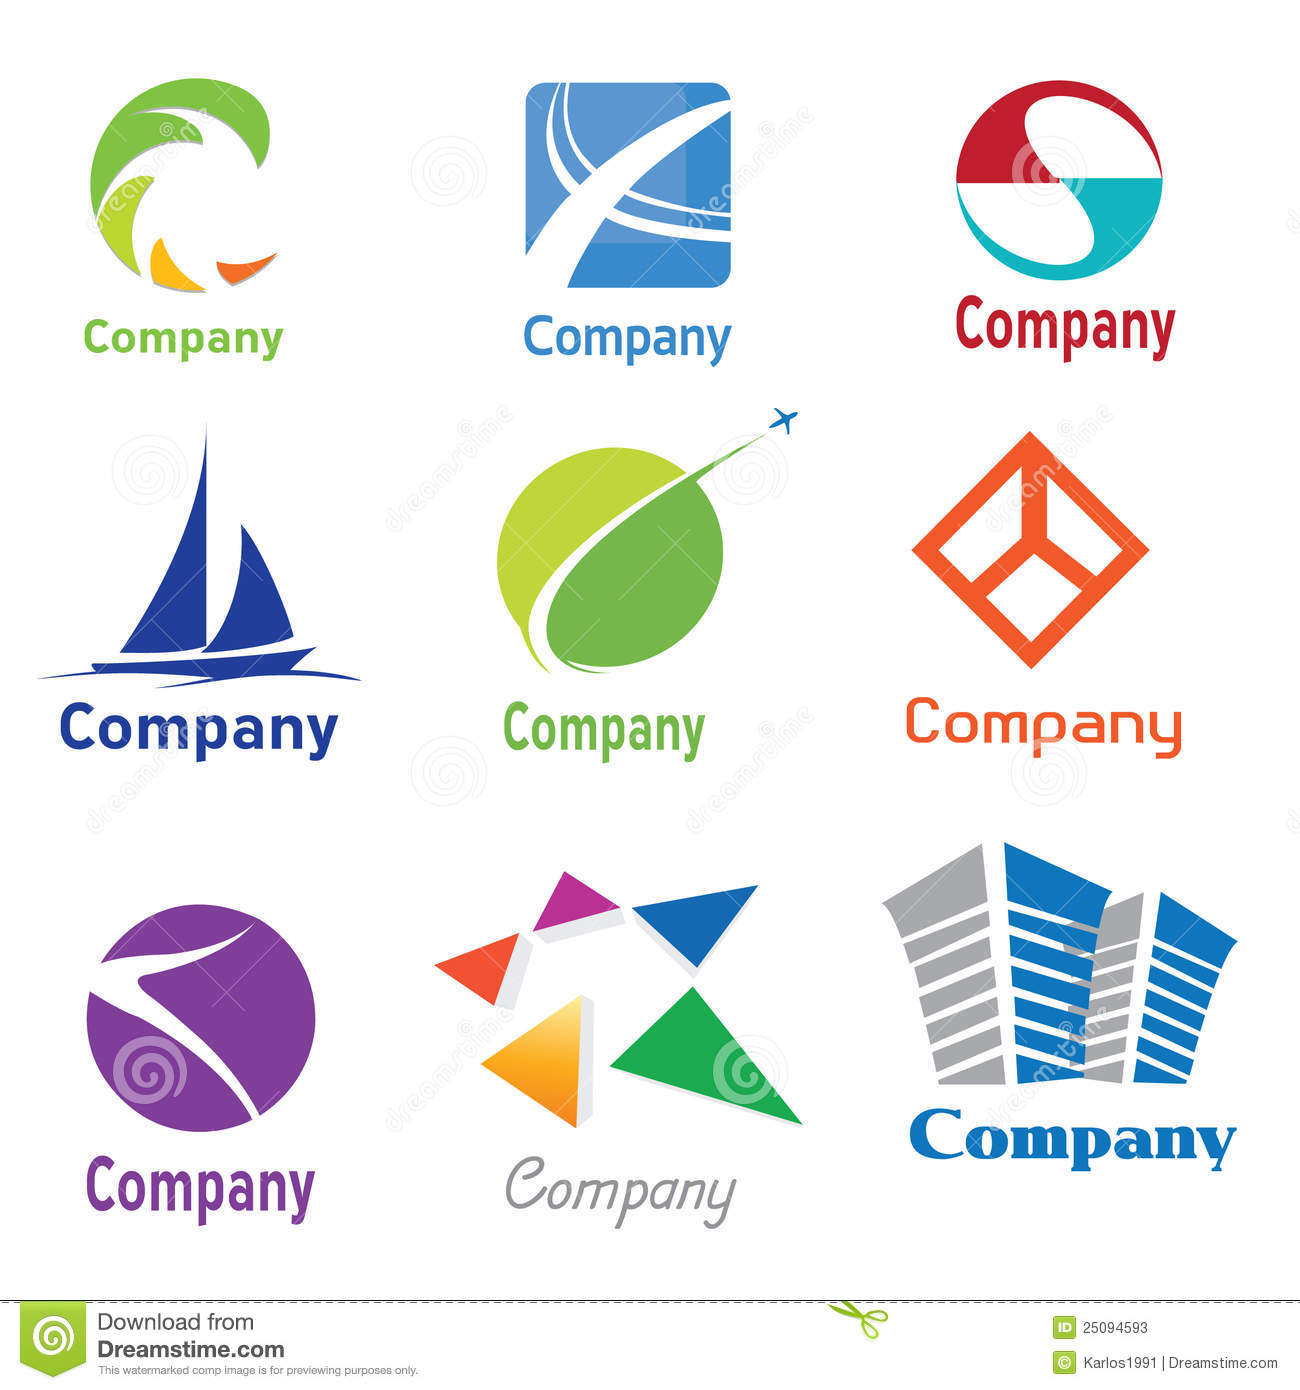 Company
Company
Company
Company
Company
Company
Company
Company
Company
dreamstime
Download from
Dreamstime.com
This watermarked comp image is for previewing purposes only.
ID 25094593
© Karlos1991 | Dreamstime.com